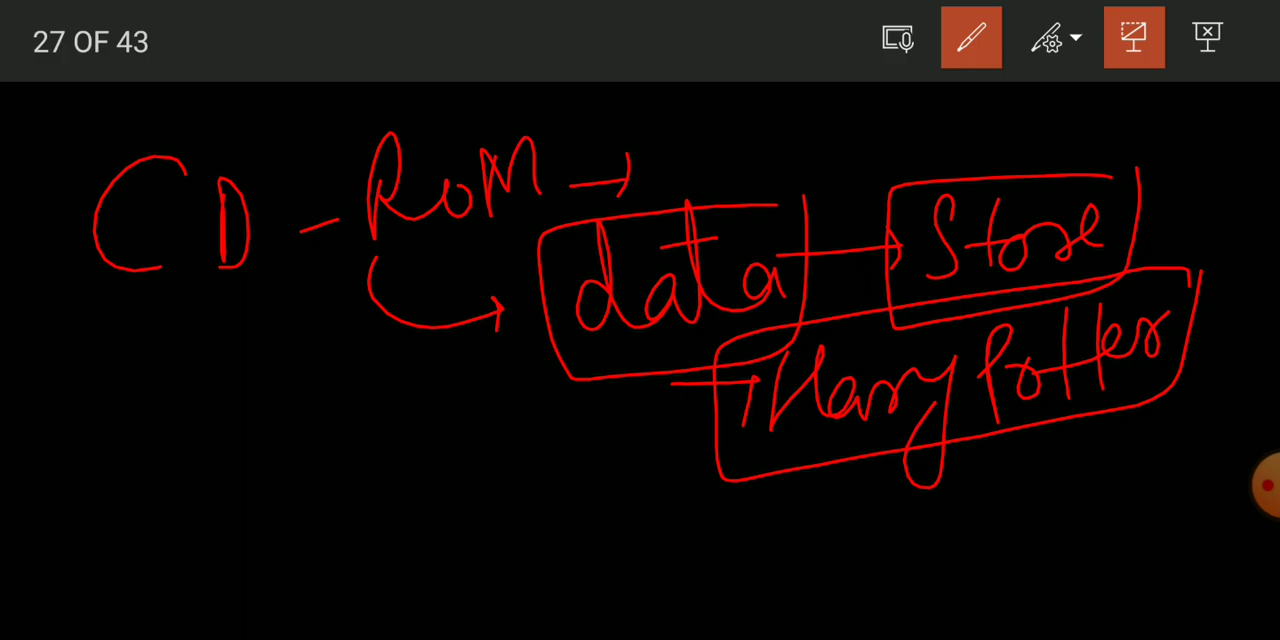 27 OF 43
CD - ROM →
data → Store
→ Harry Potter